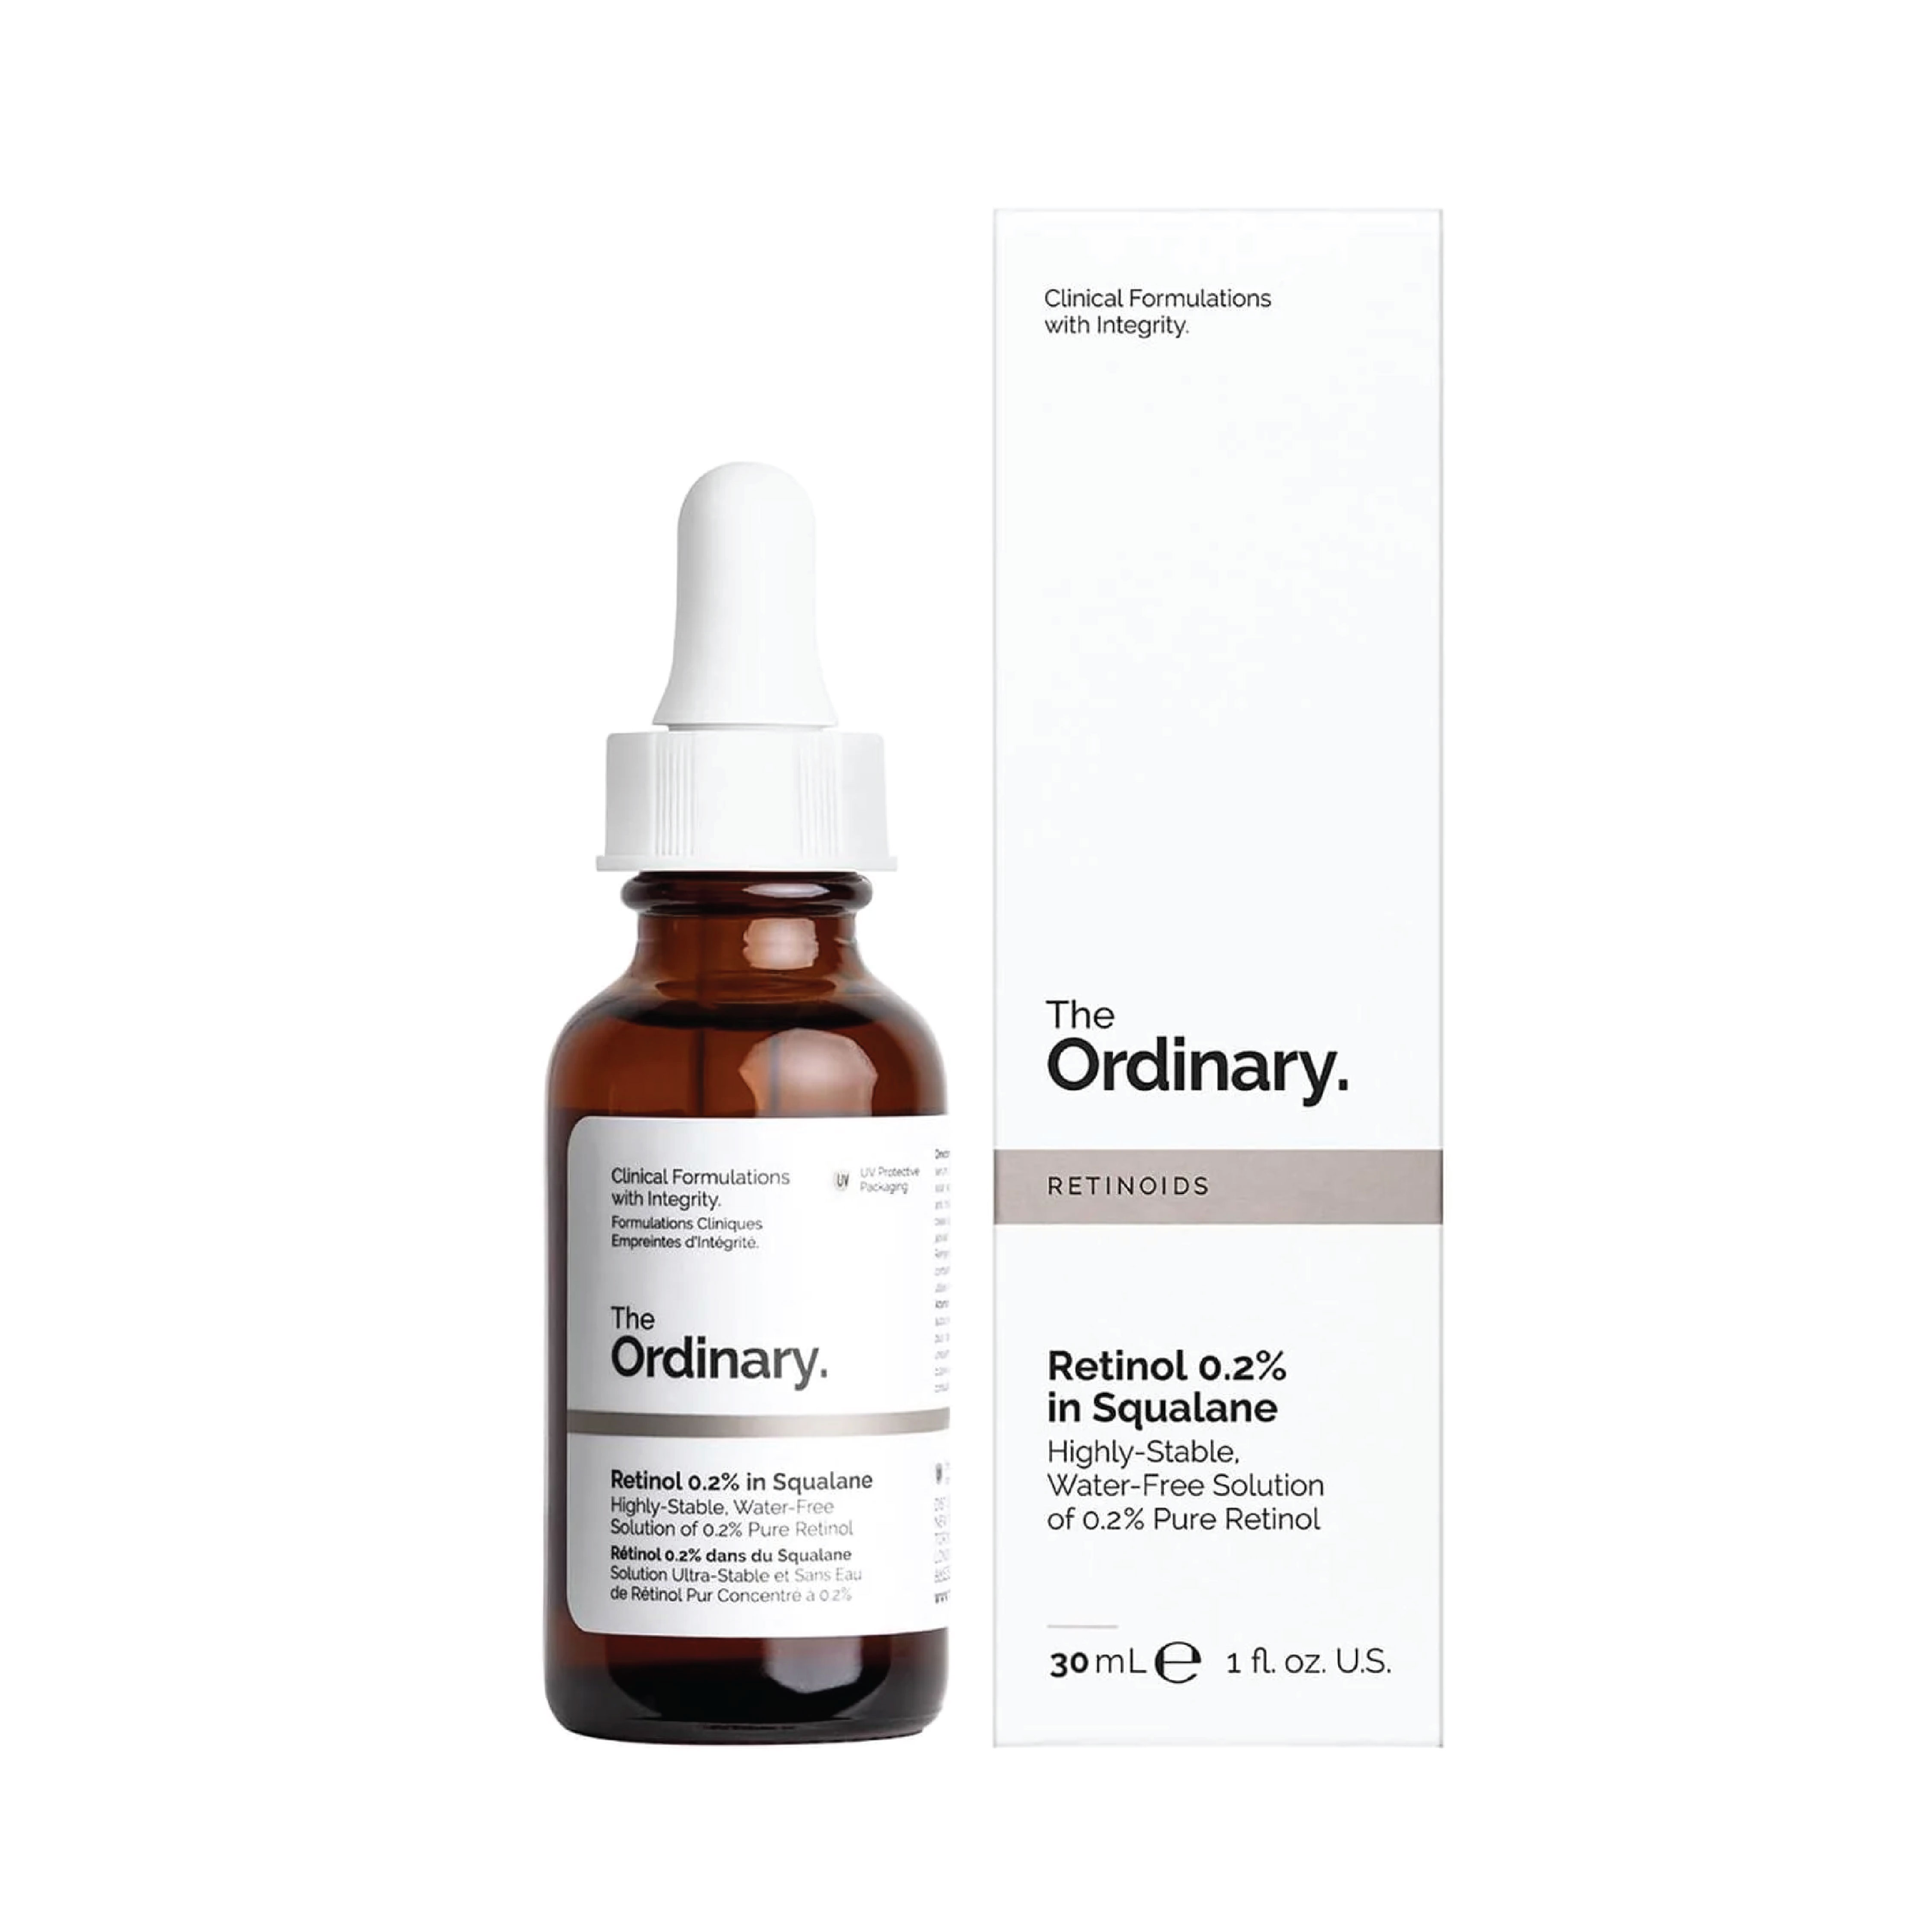 Clinical Formulations
with Integrity.
Formulations Cliniques
Empreintes d'Intégrité.
UV
UV Protective
Packaging
The
Ordinary.
Retinol 0.2% in Squalane
Highly-Stable, Water-Free
Solution of 0.2% Pure Retinol
Rétinol 0.2% dans du Squalane
Solution Ultra-Stable et Sans Eau
de Rétinol Pur Concentré à 0.2%
Clinical Formulations
with Integrity.
The
Ordinary.
RETINOIDS
Retinol 0.2%
in Squalane
Highly-Stable,
Water-Free Solution
of 0.2% Pure Retinol
30 mL ℮ 1 fl. oz. U.S.